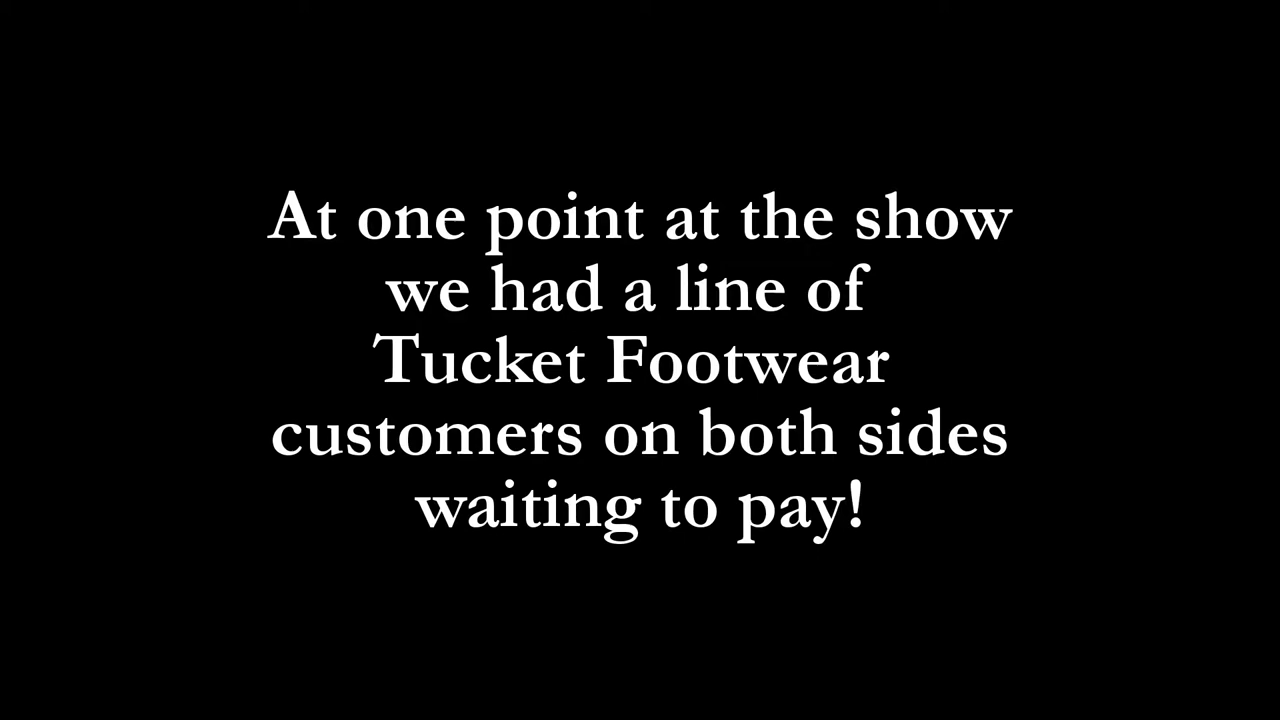 At one point at the show
we had a line of
Tucket Footwear
customers on both sides
waiting to pay!